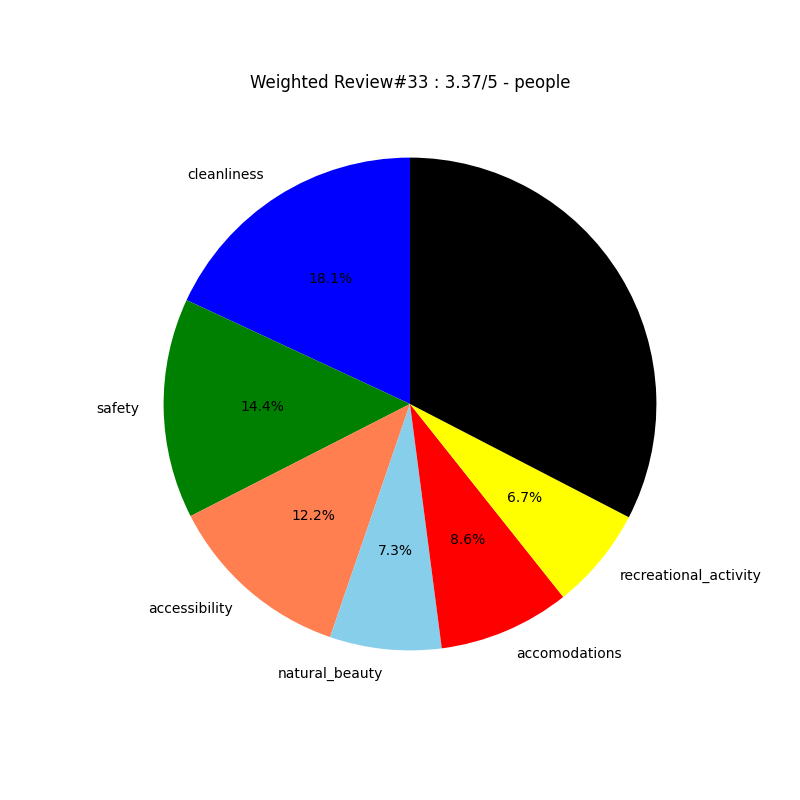 Weighted Review#33 : 3.37/5 - people
cleanliness
18.1%
safety
14.4%
12.2%
accessibility
7.3%
natural_beauty
8.6%
accomodations
6.7%
recreational_activity